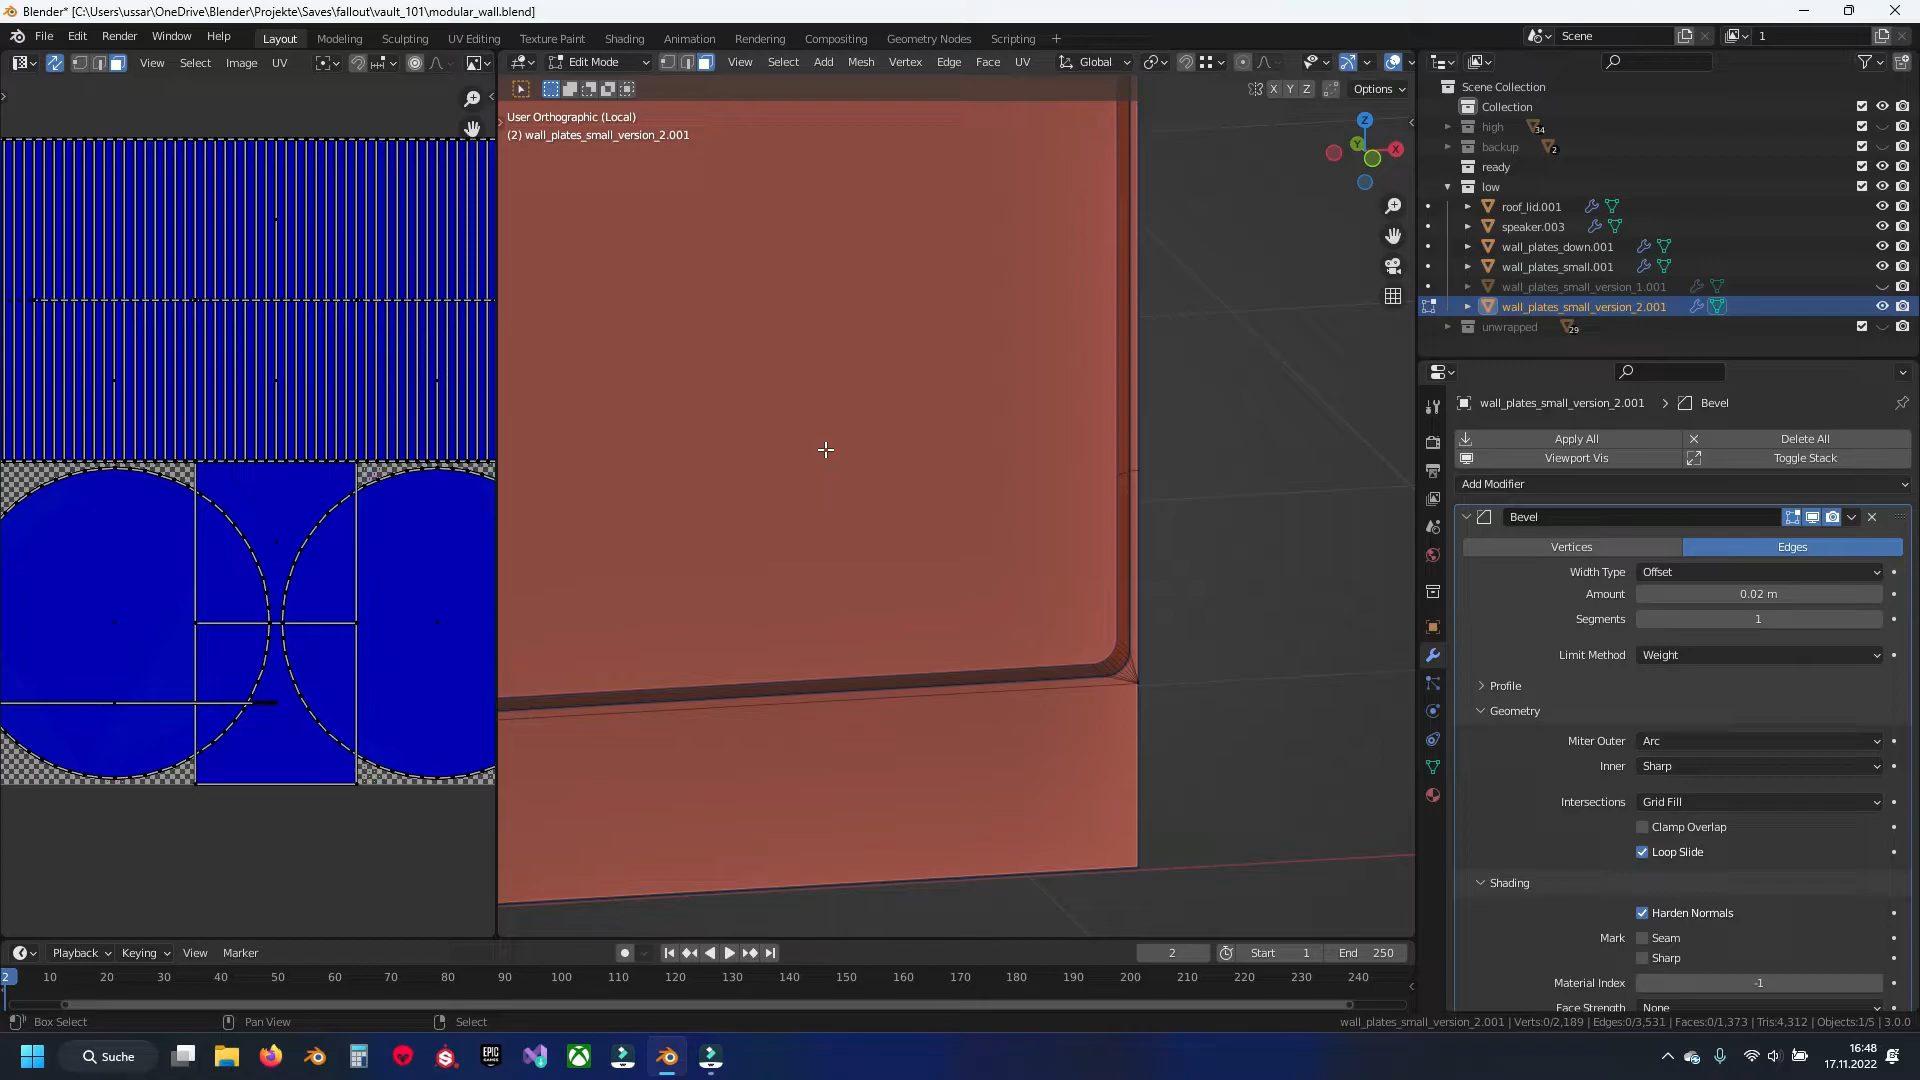 Blender* [C:\Users\ussar\OneDrive\Blender\Projekte\Saves\fallout\vault_101\modular_wall.blend]
File Edit Render Window Help Layout Modeling Sculpting UV Editing Texture Paint Shading Animation Rendering Compositing Geometry Nodes Scripting + Scene 1
View Select Image UV
Edit Mode View Select Add Mesh Vertex Edge Face UV Global
X Y Z Options
User Orthographic (Local)
(2) wall_plates_small_version_2.001
Z
Y
X
Scene Collection
Collection
high 34
backup 2
ready
low
roof_lid.001
speaker.003
wall_plates_down.001
wall_plates_small.001
wall_plates_small_version_1.001
wall_plates_small_version_2.001
unwrapped 29
wall_plates_small_version_2.001 > Bevel
Apply All Delete All
Viewport Vis Toggle Stack
Add Modifier
Bevel
Vertices Edges
Width Type Offset
Amount 0.02 m
Segments 1
Limit Method Weight
Profile
Geometry
Miter Outer Arc
Inner Sharp
Intersections Grid Fill
Clamp Overlap
Loop Slide
Shading
Harden Normals
Mark Seam
Sharp
Material Index -1
Face Strength None
Playback Keying View Marker 2 Start 1 End 250
2 10 20 30 40 50 60 70 80 90 100 110 120 130 140 150 160 170 180 190 200 210 220 230 240
Box Select Pan View Select
wall_plates_small_version_2.001 | Verts:0/2,189 | Edges:0/3,531 | Faces:0/1,373 | Tris:4,312 | Objects:1/5 | 3.0.0
Suche
EPIC
16:48
17.11.2022